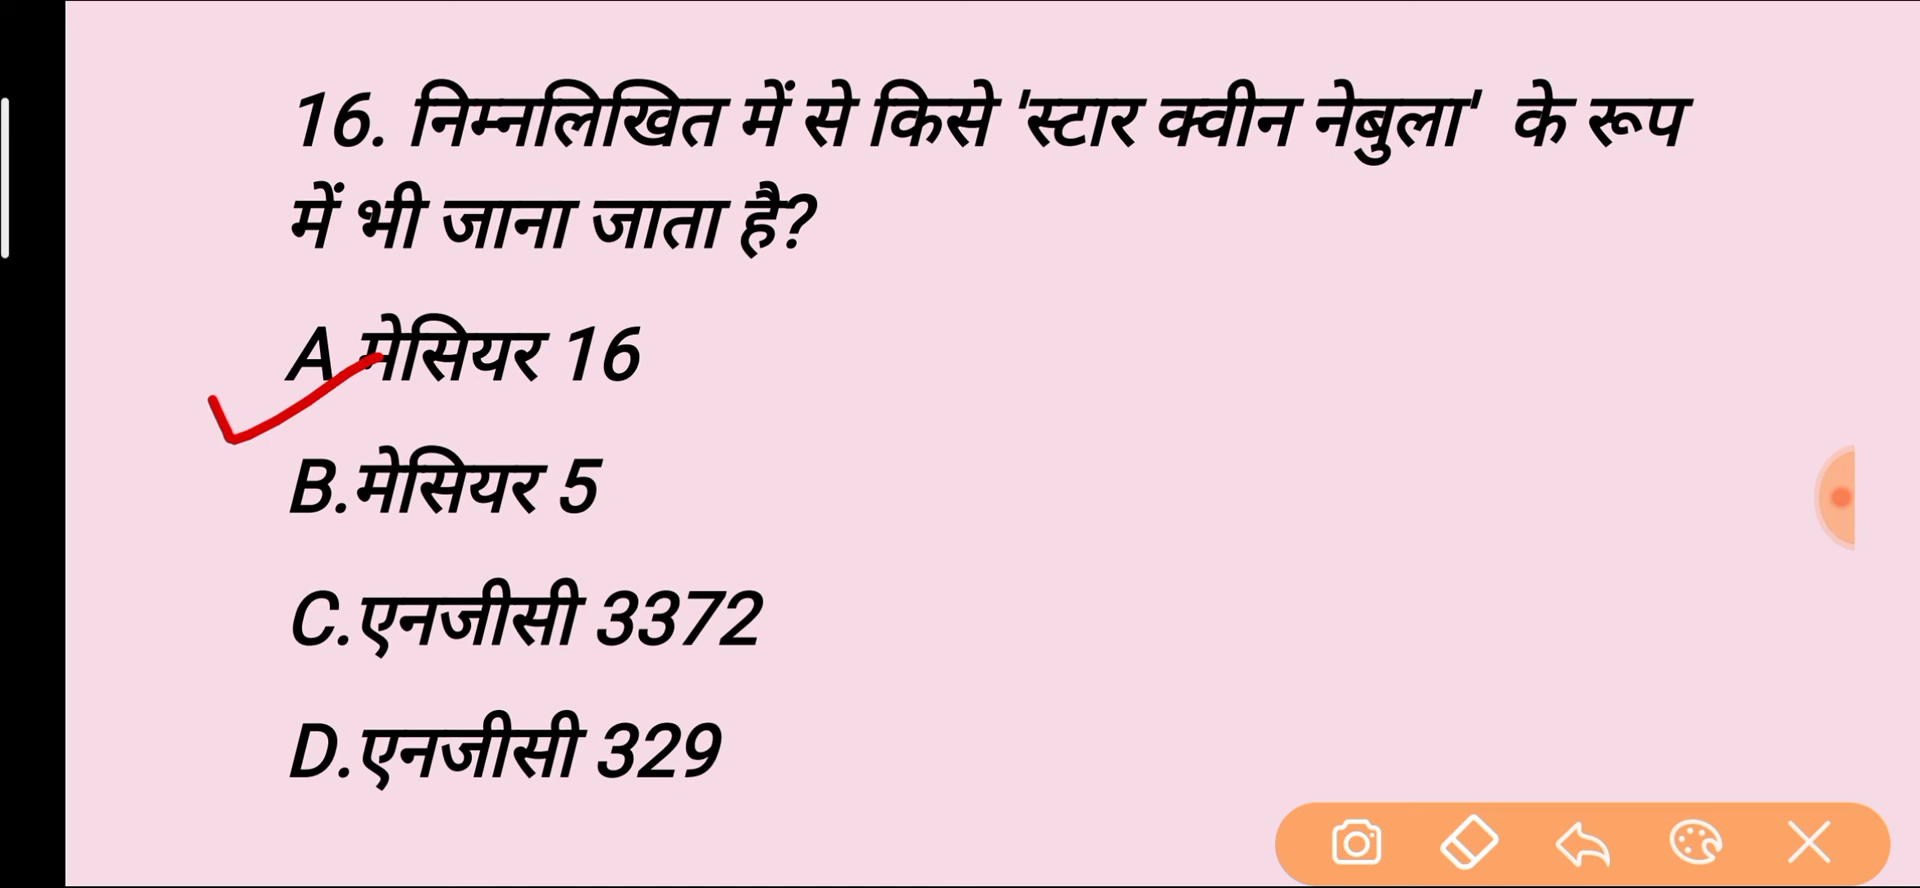 16. निम्नलिखित में से किसे 'स्टार क्वीन नेबुला' के रूप
में भी जाना जाता है?
A मेसियर 16
B.मेसियर 5
C.एनजीसी 3372
D.एनजीसी 329